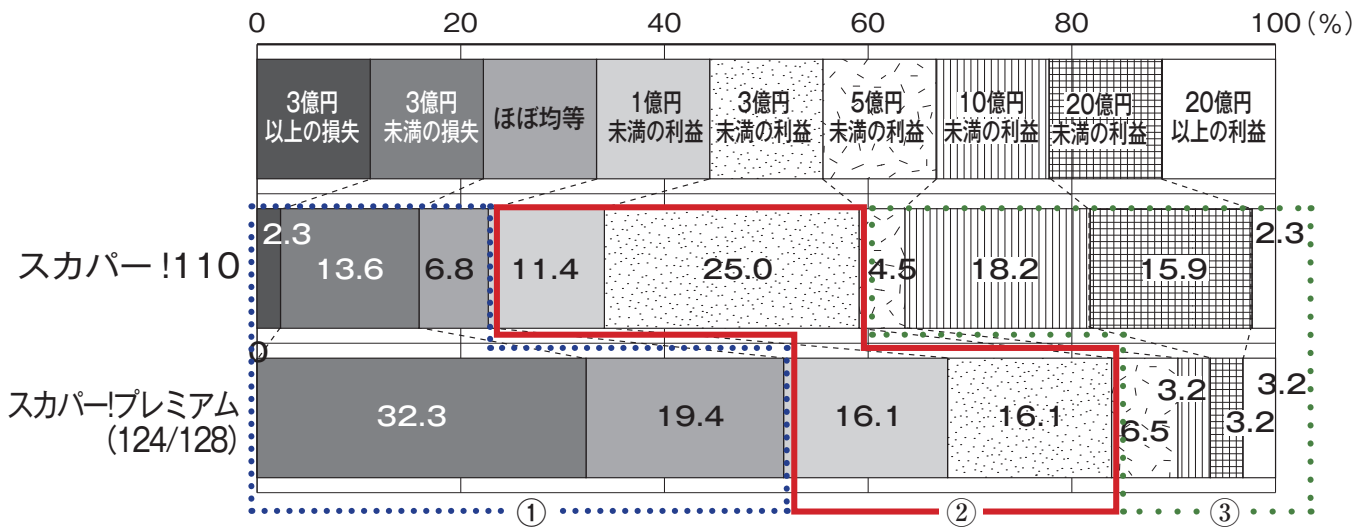 0 20 40 60 80 100(%)
3億円
以上の損失
3億円
未満の損失
ほぼ均等
1億円
未満の利益
3億円
未満の利益
5億円
未満の利益
10億円
未満の利益
20億円
未満の利益
20億円
以上の利益
スカパー!110
2.3 13.6 6.8 11.4 25.0 4.5 18.2 15.9 2.3
スカパー!プレミアム
(124/128)
0 32.3 19.4 16.1 16.1 6.5 3.2 3.2 3.2
① ② ③